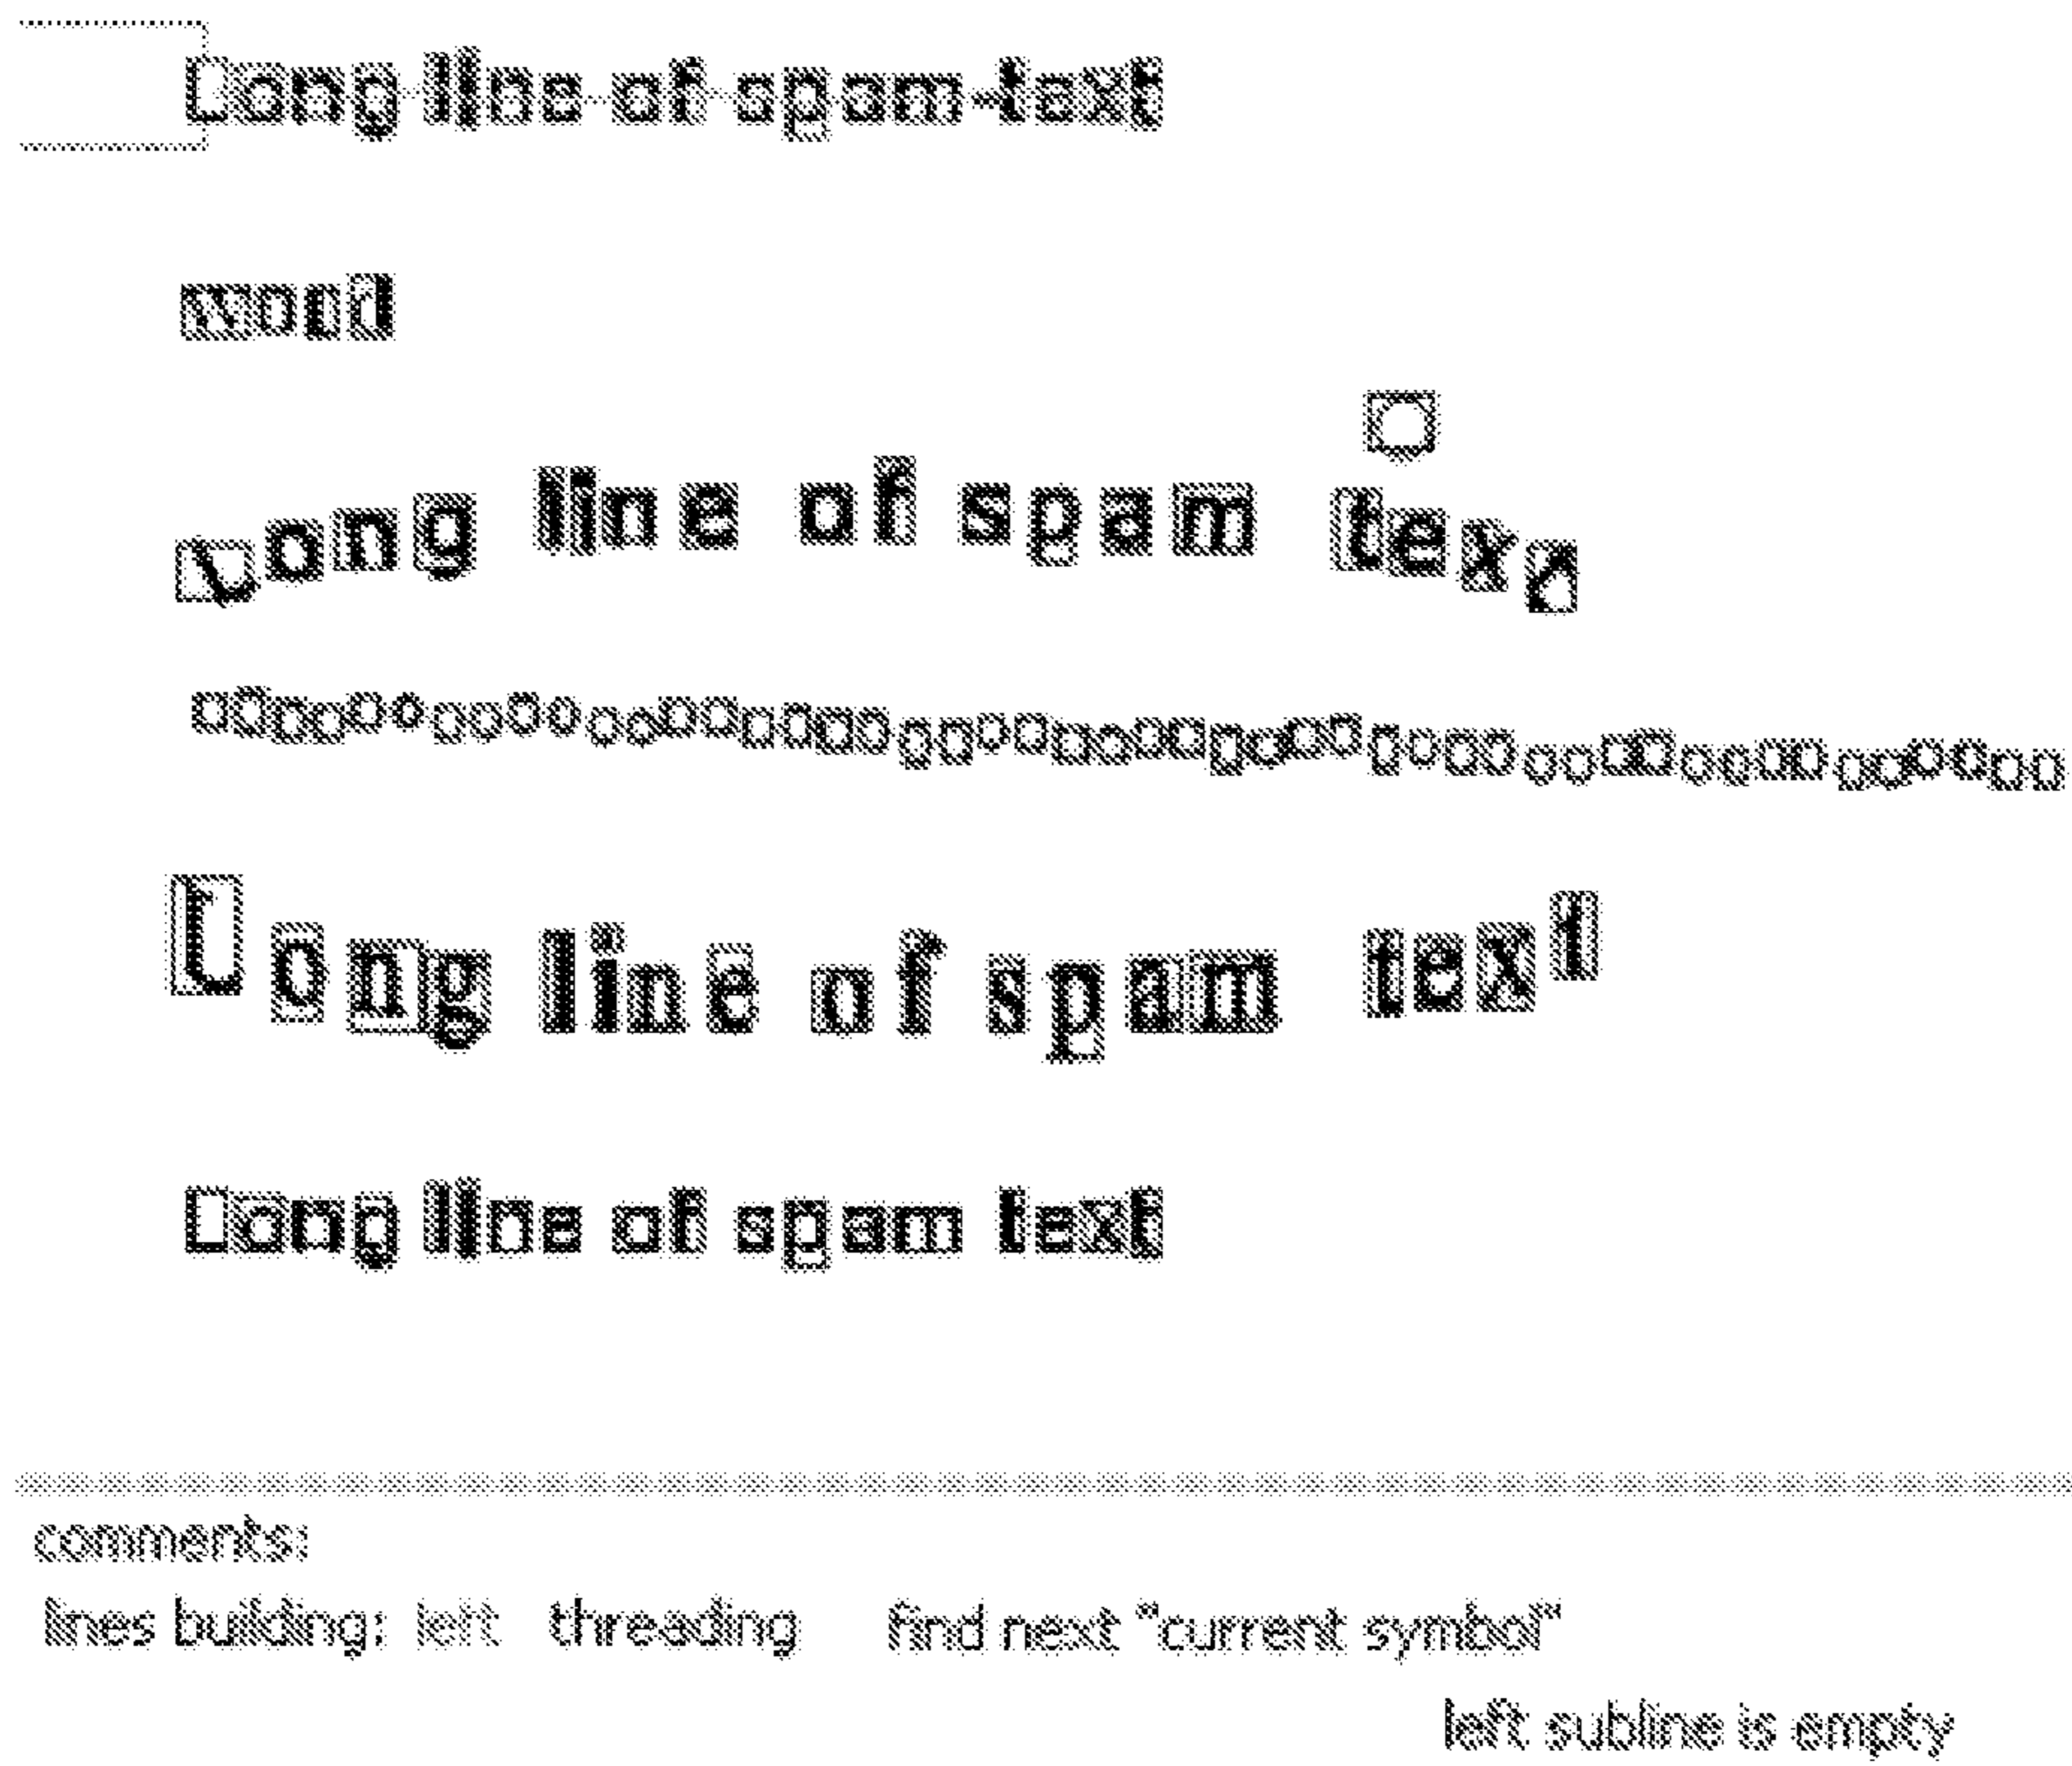 Long line of spam text
word
Long line of spam text
Long line of spam text
Long line of spam text
comments:
lines building: left threading find next "current symbol"
left subline is empty